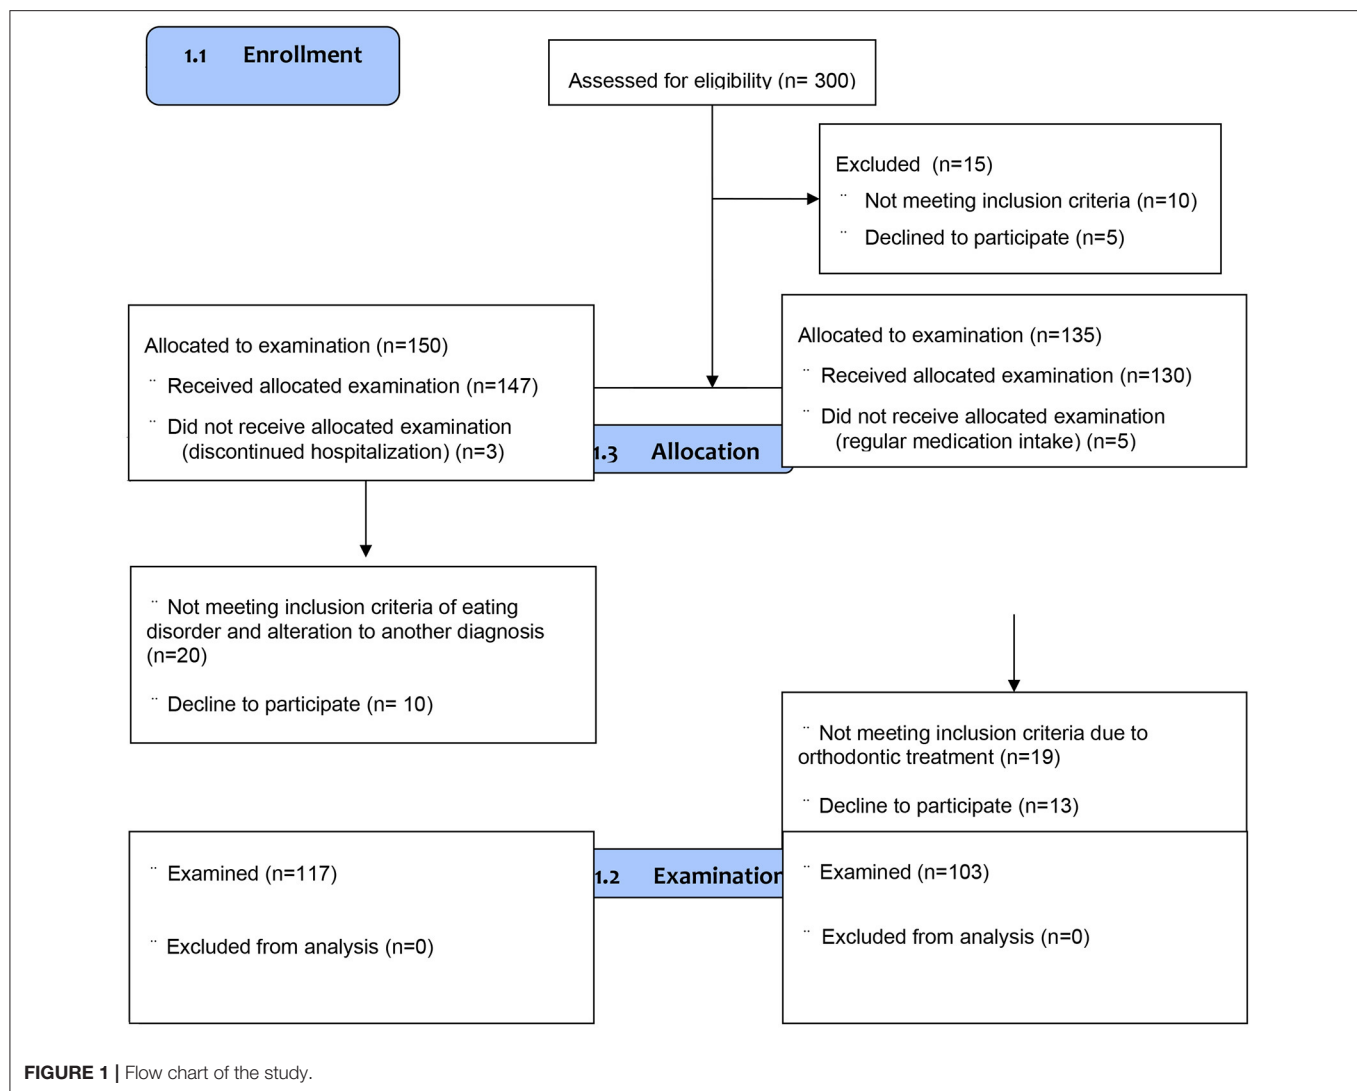 1.1 Enrollment
Assessed for eligibility (n= 300)
Excluded (n=15)
¨ Not meeting inclusion criteria (n=10)
¨ Declined to participate (n=5)
Allocated to examination (n=150)
¨ Received allocated examination (n=147)
¨ Did not receive allocated examination
(discontinued hospitalization) (n=3)
1.3 Allocation
Allocated to examination (n=135)
¨ Received allocated examination (n=130)
¨ Did not receive allocated examination
(regular medication intake) (n=5)
¨ Not meeting inclusion criteria of eating
disorder and alteration to another diagnosis
(n=20)
¨ Decline to participate (n= 10)
¨ Not meeting inclusion criteria due to
orthodontic treatment (n=19)
¨ Decline to participate (n=13)
¨ Examined (n=117)
¨ Excluded from analysis (n=0)
1.2 Examination
¨ Examined (n=103)
¨ Excluded from analysis (n=0)
FIGURE 1 | Flow chart of the study.